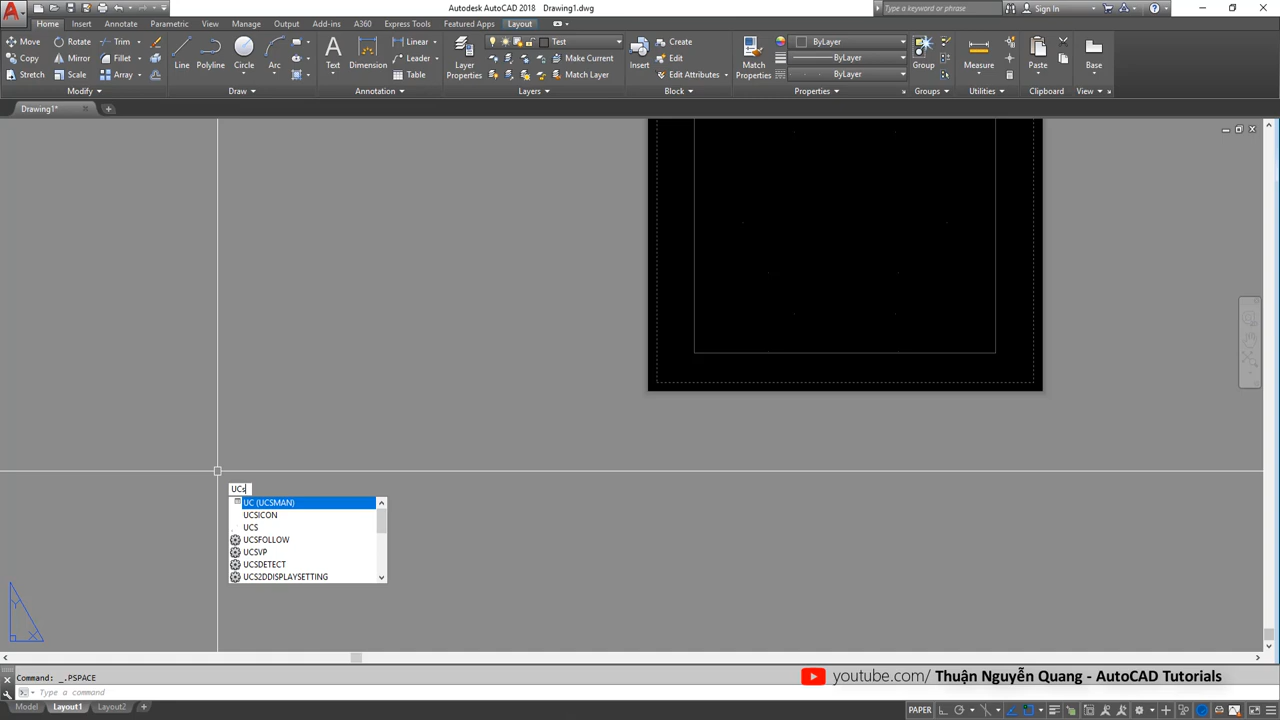 Autodesk AutoCAD 2018 Drawing1.dwg
Type a keyword or phrase
Sign In
Home Insert Annotate Parametric View Manage Output Add-ins A360 Express Tools Featured Apps Layout
Move Rotate Trim
Copy Mirror Fillet
Stretch Scale Array
Line Polyline Circle Arc
Text Dimension
Linear
Leader
Table
Layer Properties
Test
Make Current
Match Layer
Insert
Create
Edit
Edit Attributes
Match Properties
ByLayer
ByLayer
ByLayer
Group
Measure
Paste
Base
Modify Draw Annotation Layers Block Properties Groups Utilities Clipboard View
Drawing1*
UCs
UC (UCSMAN)
UCSICON
UCS
UCSFOLLOW
UCSVP
UCSDETECT
UCS2DDISPLAYSETTING
Y
X
Command: _.PSPACE
Type a command
youtube.com/ Thuận Nguyễn Quang - AutoCAD Tutorials
Model Layout1 Layout2
PAPER